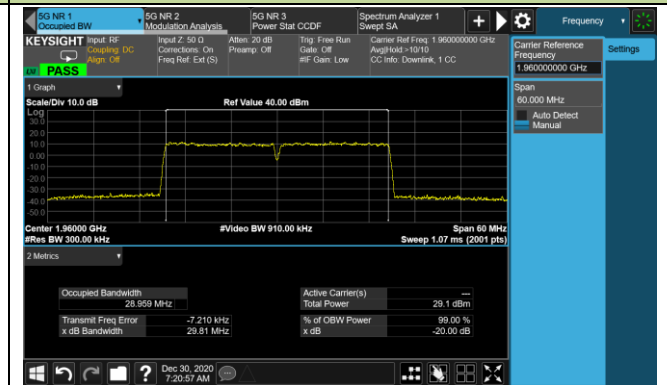 5G NR 1
Occupied BW
5G NR 2
Modulation Analysis
5G NR 3
Power Stat CCDF
Spectrum Analyzer 1
Swept SA
+
Frequency
KEYSIGHT
Input: RF
Coupling: DC
Align: Off
Input Z: 50 Ω
Corrections: On
Freq Ref: Ext (S)
Atten: 20 dB
Preamp: Off
Trig: Free Run
Gate: Off
#IF Gain: Low
Carrier Ref Freq: 1.960000000 GHz
Avg|Hold:>10/10
CC Info: Downlink, 1 CC
LNI PASS
Carrier Reference
Frequency
1.960000000 GHz
Settings
Span
60.000 MHz
Auto Detect
Manual
1 Graph
Scale/Div 10.0 dB
Ref Value 40.00 dBm
Log
30.0
20.0
10.0
0.00
-10.0
-20.0
-30.0
-40.0
-50.0
Center 1.96000 GHz
#Video BW 910.00 kHz
Span 60 MHz
#Res BW 300.00 kHz
Sweep 1.07 ms (2001 pts)
2 Metrics
Occupied Bandwidth
28.959 MHz
Active Carrier(s)
---
Total Power
29.1 dBm
Transmit Freq Error
-7.210 kHz
% of OBW Power
99.00 %
x dB Bandwidth
29.81 MHz
x dB
-20.00 dB
?
Dec 30, 2020
7:20:57 AM